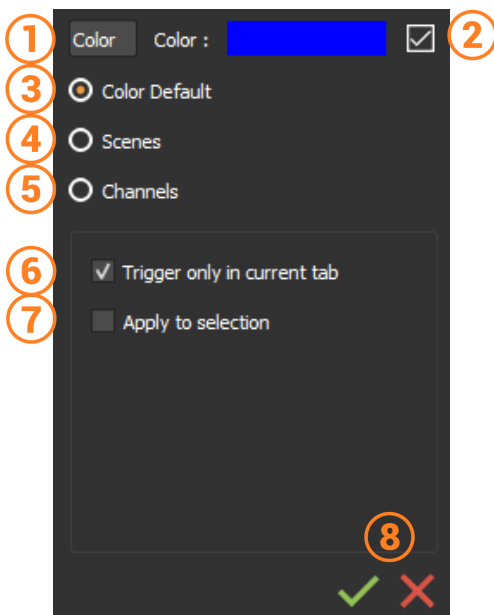 1 Color Color : 2
3 Color Default
4 Scenes
5 Channels
6 Trigger only in current tab
7 Apply to selection
8